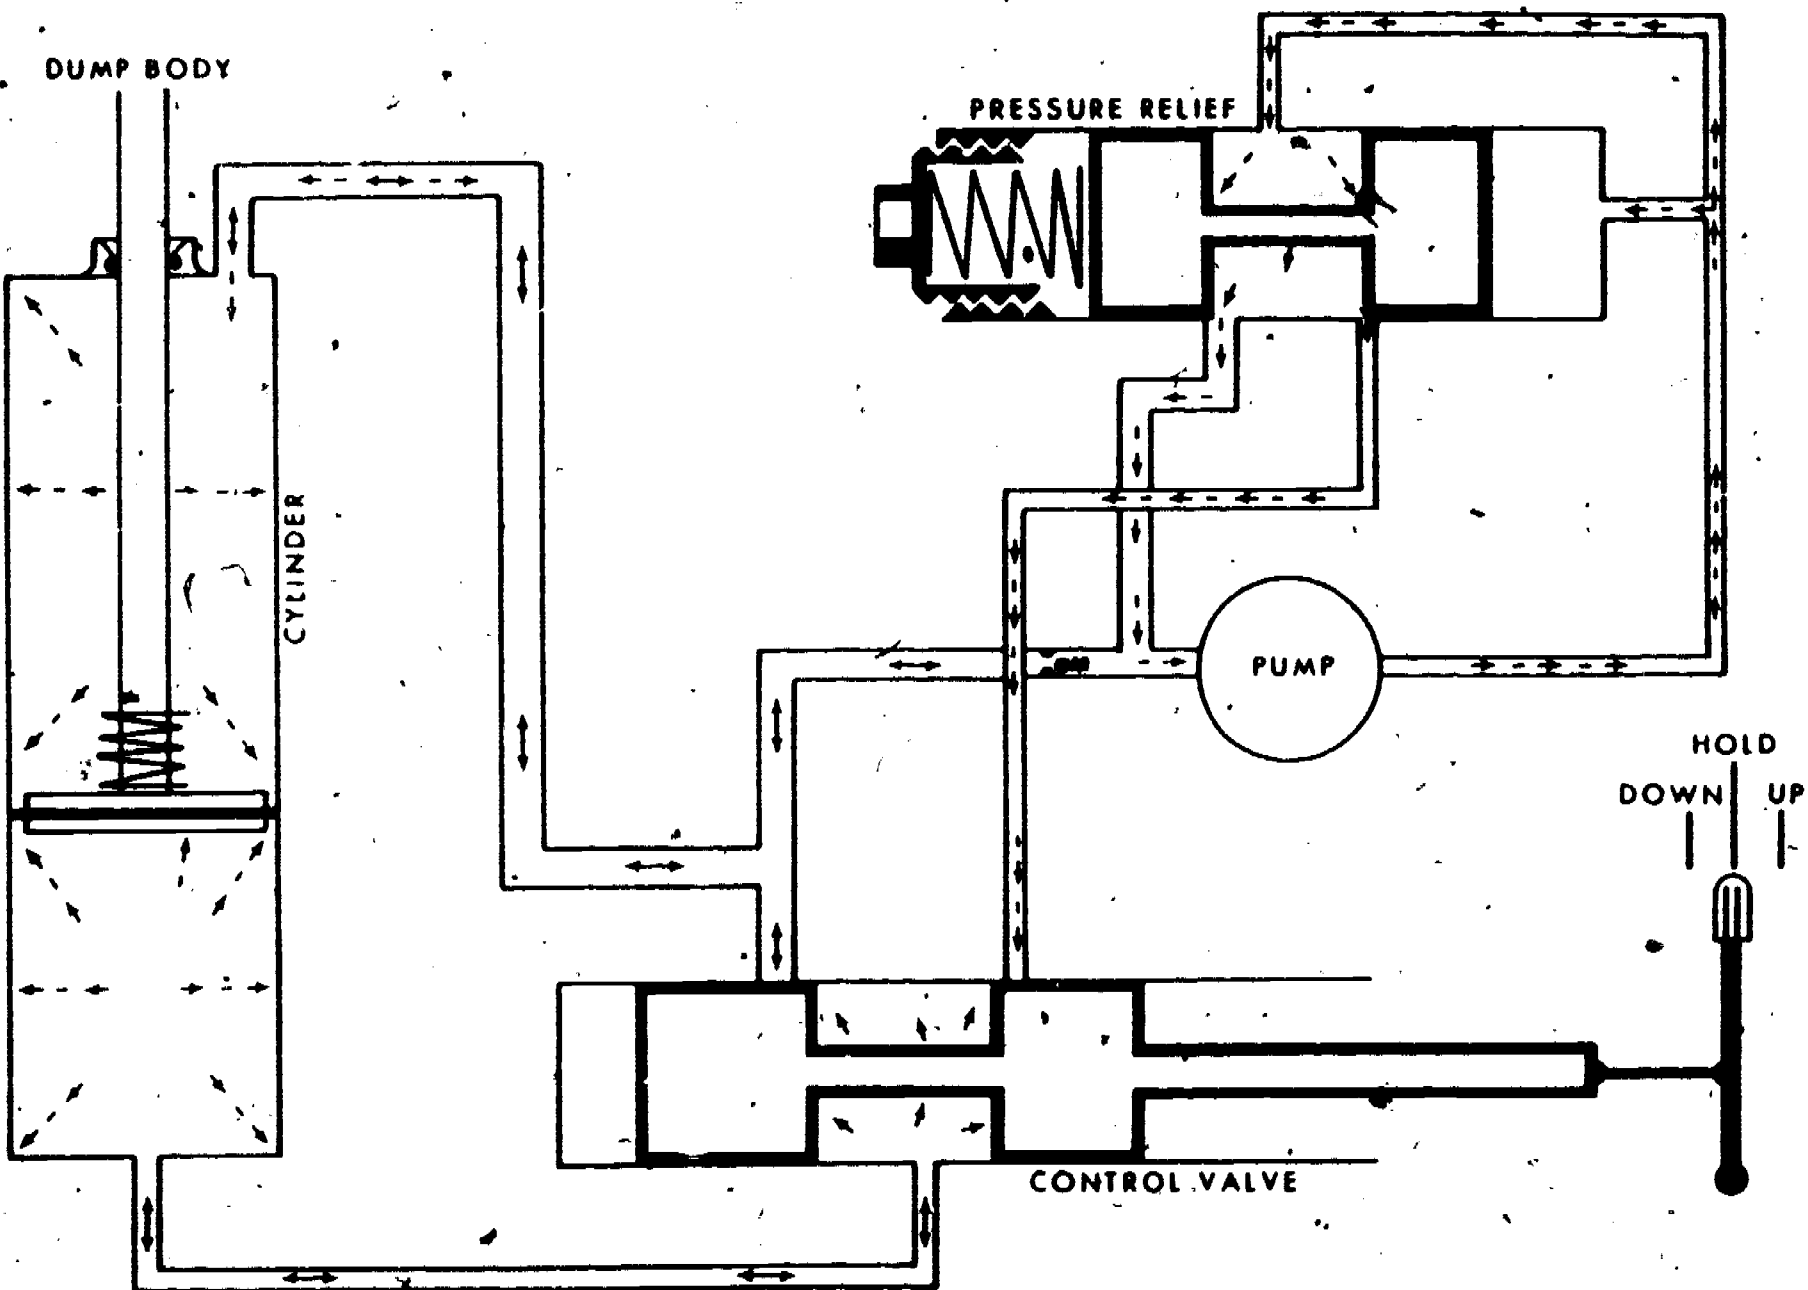 DUMP BODY
PRESSURE RELIEF
CYLINDER
PUMP
HOLD
DOWN
UP
CONTROL VALVE